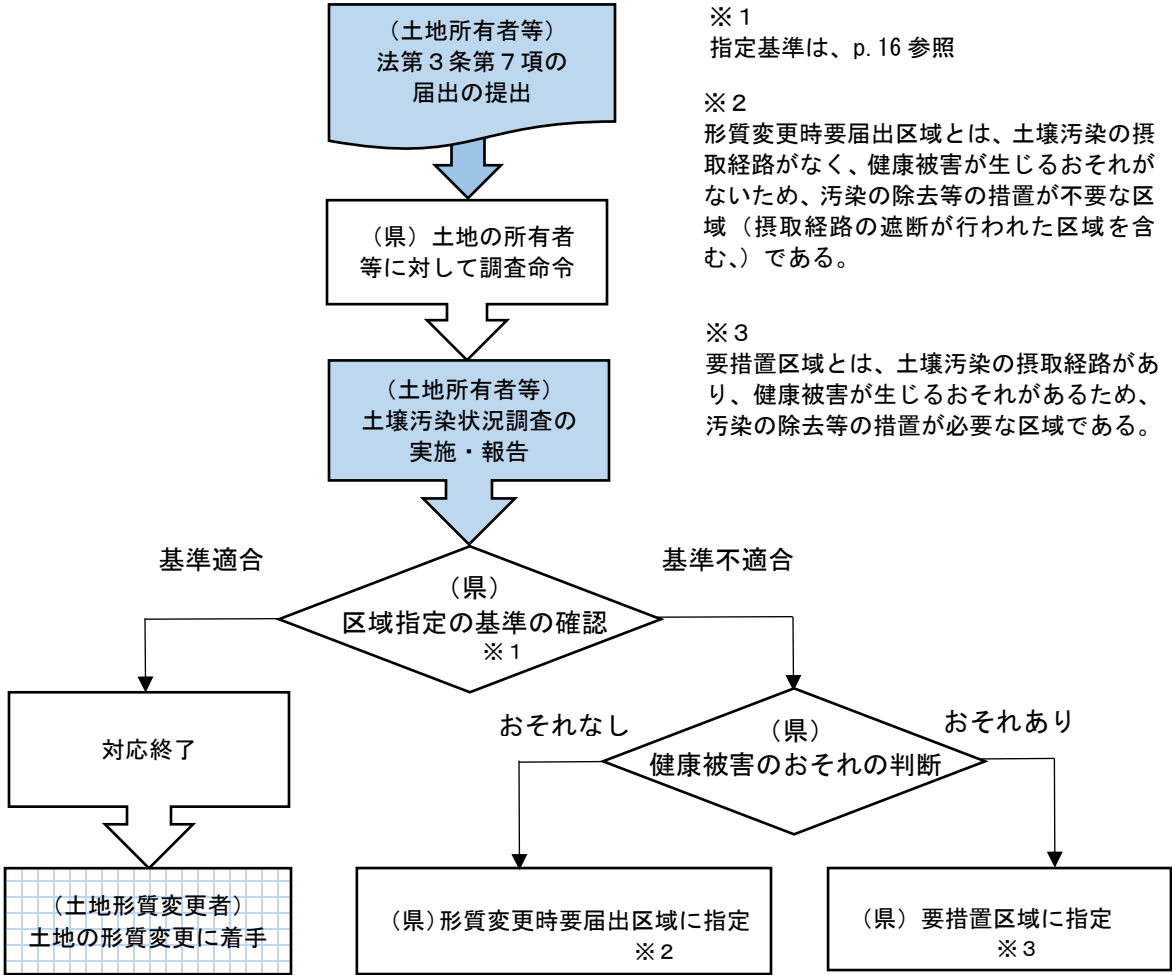 （土地所有者等）
法第３条第７項の
届出の提出
（県）土地の所有者
等に対して調査命令
（土地所有者等）
土壌汚染状況調査の
実施・報告
※１
指定基準は、p.16 参照
※２
形質変更時要届出区域とは、土壌汚染の摂
取経路がなく、健康被害が生じるおそれが
ないため、汚染の除去等の措置が不要な区
域（摂取経路の遮断が行われた区域を含
む、）である。
※３
要措置区域とは、土壌汚染の摂取経路があ
り、健康被害が生じるおそれがあるため、
汚染の除去等の措置が必要な区域である。
基準適合
基準不適合
（県）
区域指定の基準の確認
※１
対応終了
おそれなし
おそれあり
（県）
健康被害のおそれの判断
（土地形質変更者）
土地の形質変更に着手
（県）形質変更時要届出区域に指定
※２
（県）要措置区域に指定
※３